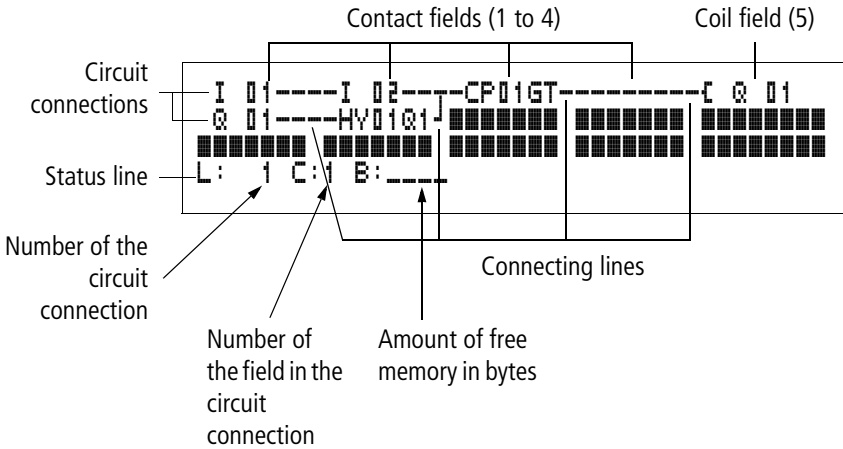 Contact fields (1 to 4)
Coil field (5)
Circuit
connections
I 01----I 02--┬-CP01GT----------[ Q 01
Q 01----HY01Q1┘
Status line
L:   1 C:1 B:____
Number of the
circuit
connection
Connecting lines
Number of
the field in the
circuit
connection
Amount of free
memory in bytes